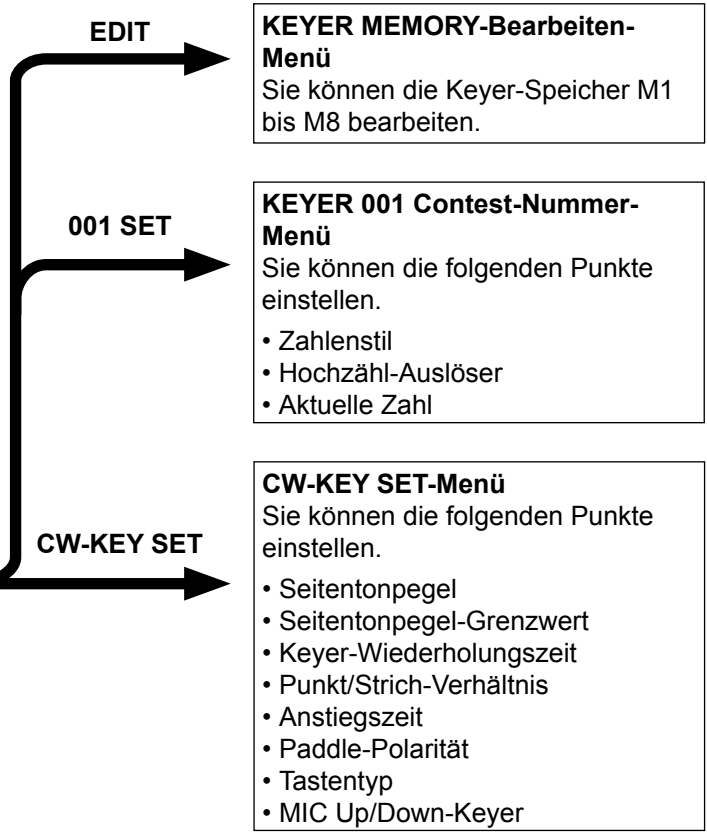 EDIT
KEYER MEMORY-Bearbeiten-
Menü
Sie können die Keyer-Speicher M1
bis M8 bearbeiten.
001 SET
KEYER 001 Contest-Nummer-
Menü
Sie können die folgenden Punkte
einstellen.
• Zahlenstil
• Hochzähl-Auslöser
• Aktuelle Zahl
CW-KEY SET
CW-KEY SET-Menü
Sie können die folgenden Punkte
einstellen.
• Seitentonpegel
• Seitentonpegel-Grenzwert
• Keyer-Wiederholungszeit
• Punkt/Strich-Verhältnis
• Anstiegszeit
• Paddle-Polarität
• Tastentyp
• MIC Up/Down-Keyer